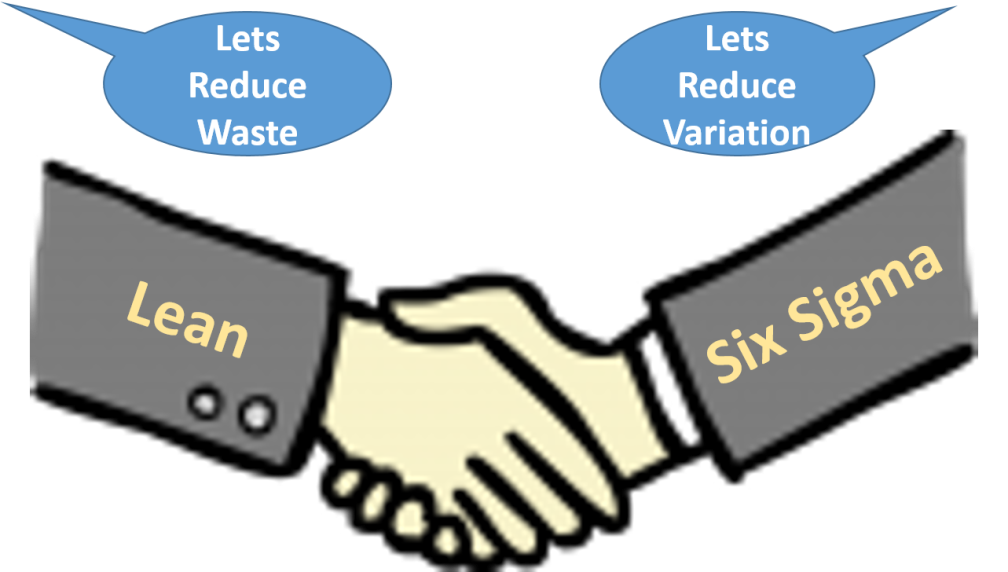 Lets
Reduce
Waste
Lets
Reduce
Variation
Lean
Six Sigma